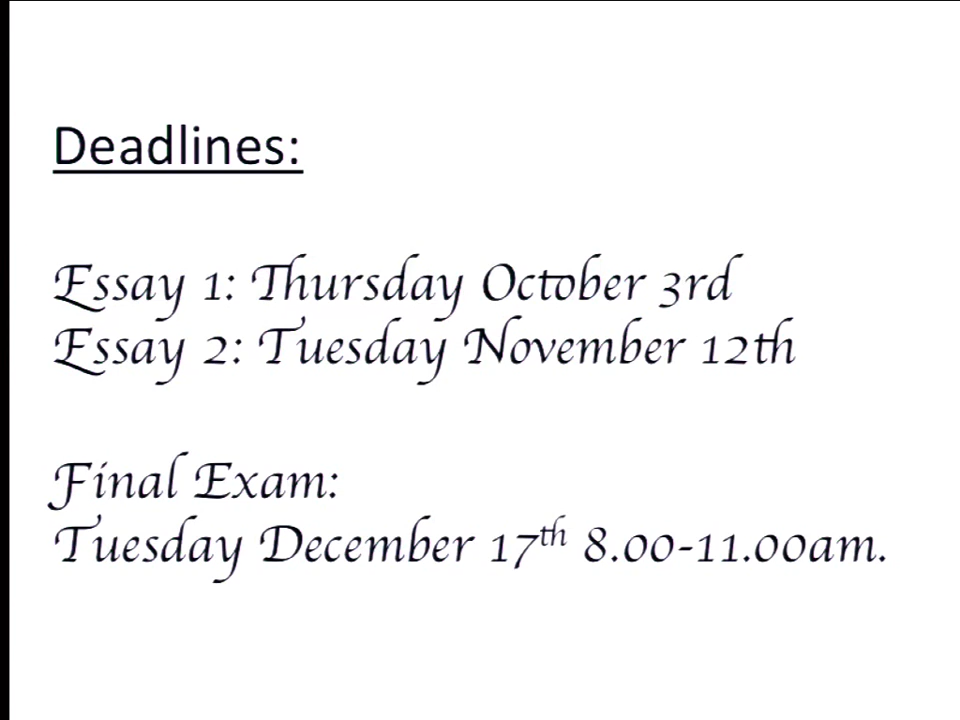 Deadlines:
Essay 1: Thursday October 3rd
Essay 2: Tuesday November 12th
Final Exam:
Tuesday December 17th 8.00-11.00am.